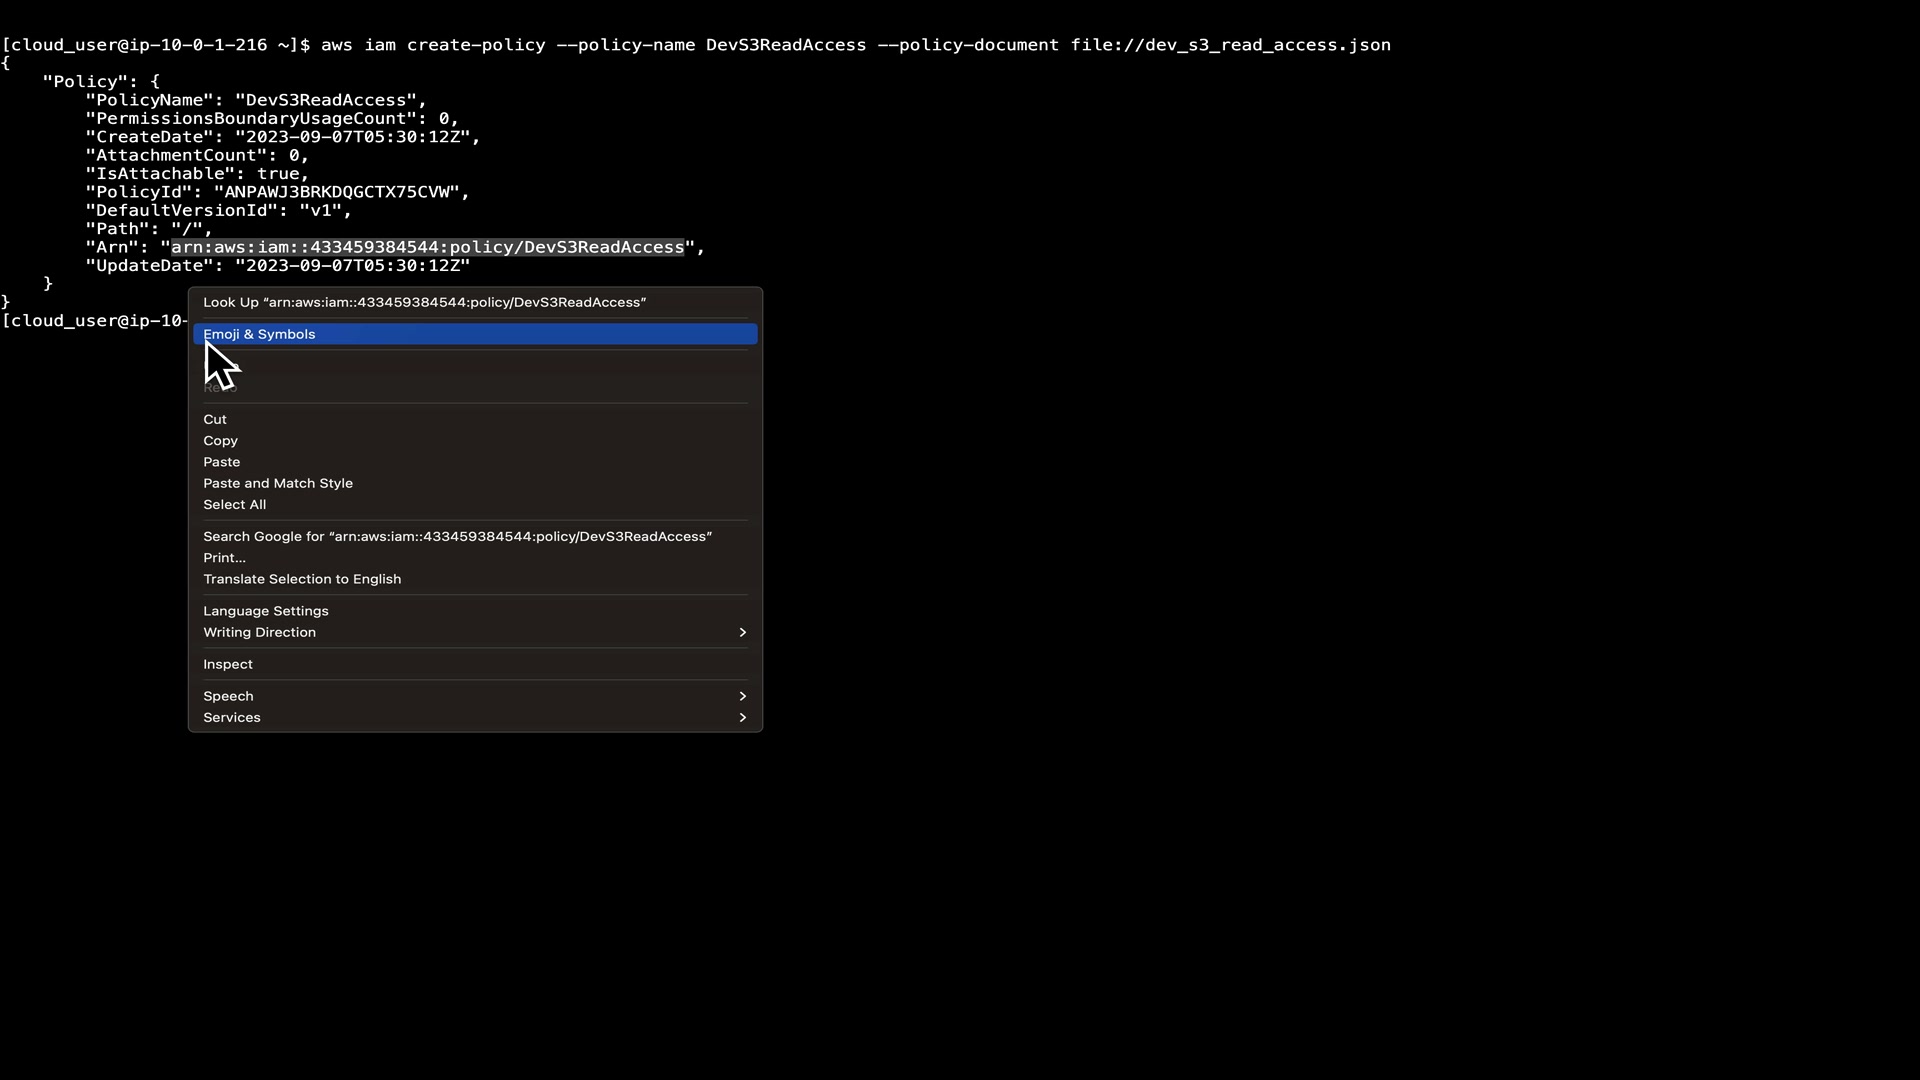 [cloud_user@ip-10-0-1-216 ~]$ aws iam create-policy --policy-name DevS3ReadAccess --policy-document file://dev_s3_read_access.json
{
    "Policy": {
        "PolicyName": "DevS3ReadAccess",
        "PermissionsBoundaryUsageCount": 0,
        "CreateDate": "2023-09-07T05:30:12Z",
        "AttachmentCount": 0,
        "IsAttachable": true,
        "PolicyId": "ANPAWJ3BRKDQGCTX75CVW",
        "DefaultVersionId": "v1",
        "Path": "/",
        "Arn": "arn:aws:iam::433459384544:policy/DevS3ReadAccess",
        "UpdateDate": "2023-09-07T05:30:12Z"
    }
}
[cloud_user@ip-10-
Look Up “arn:aws:iam::433459384544:policy/DevS3ReadAccess”
Emoji & Symbols
Cut
Copy
Paste
Paste and Match Style
Select All
Search Google for “arn:aws:iam::433459384544:policy/DevS3ReadAccess”
Print...
Translate Selection to English
Language Settings
Writing Direction
Inspect
Speech
Services